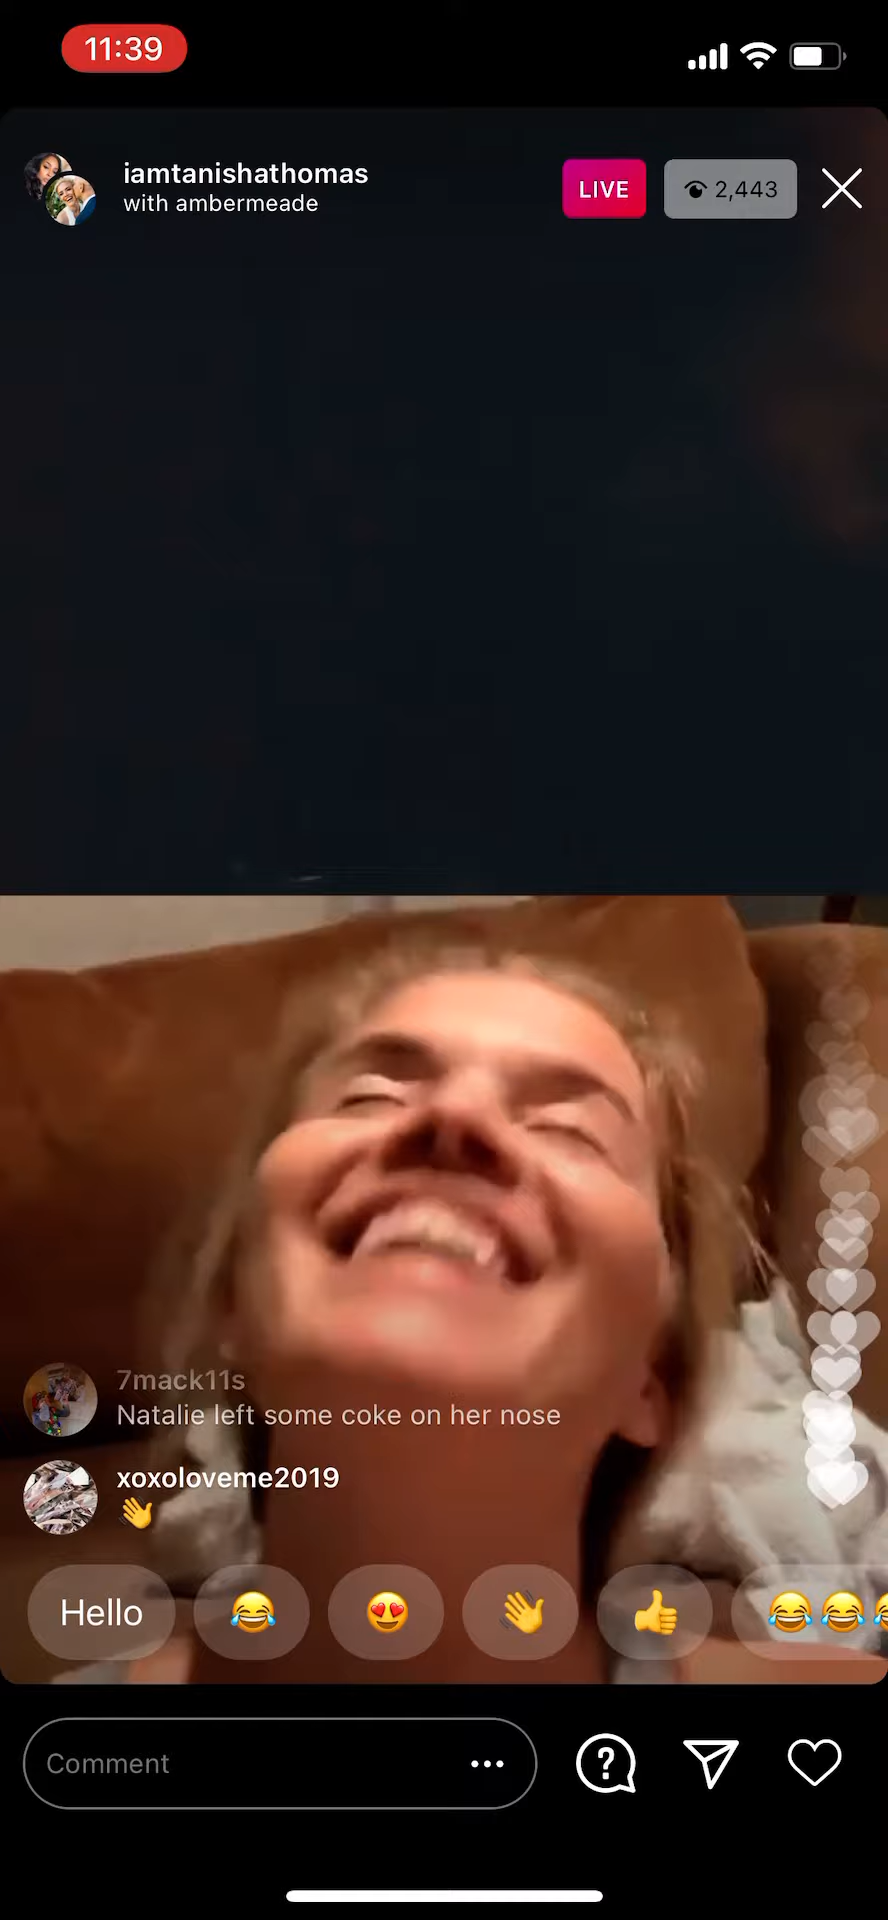 11:39
iamtanishathomas
with ambermeade
LIVE
2,443
7mack11s
Natalie left some coke on her nose
xoxoloveme2019
👋
Hello 😂 😍 👋 👍 😂😂
Comment